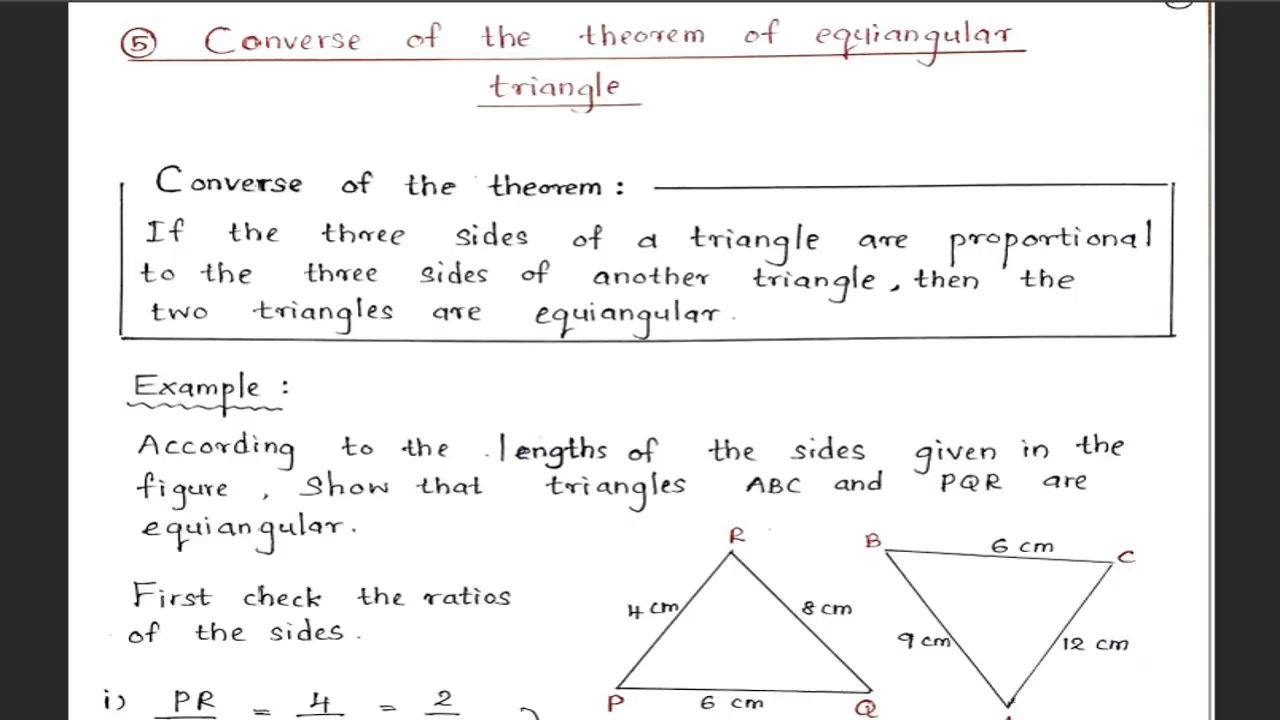 ⑤ Converse of the theorem of equiangular
triangle
Converse of the theorem :
If the three sides of a triangle are proportional
to the three sides of another triangle, then the
two triangles are equiangular.
Example :
According to the lengths of the sides given in the
figure, Show that triangles ABC and PQR are
equiangular.
First check the ratios
of the sides.
R
4 cm
8 cm
P
6 cm
Q
B
6 cm
C
9 cm
12 cm
i) PR = 4 = 2